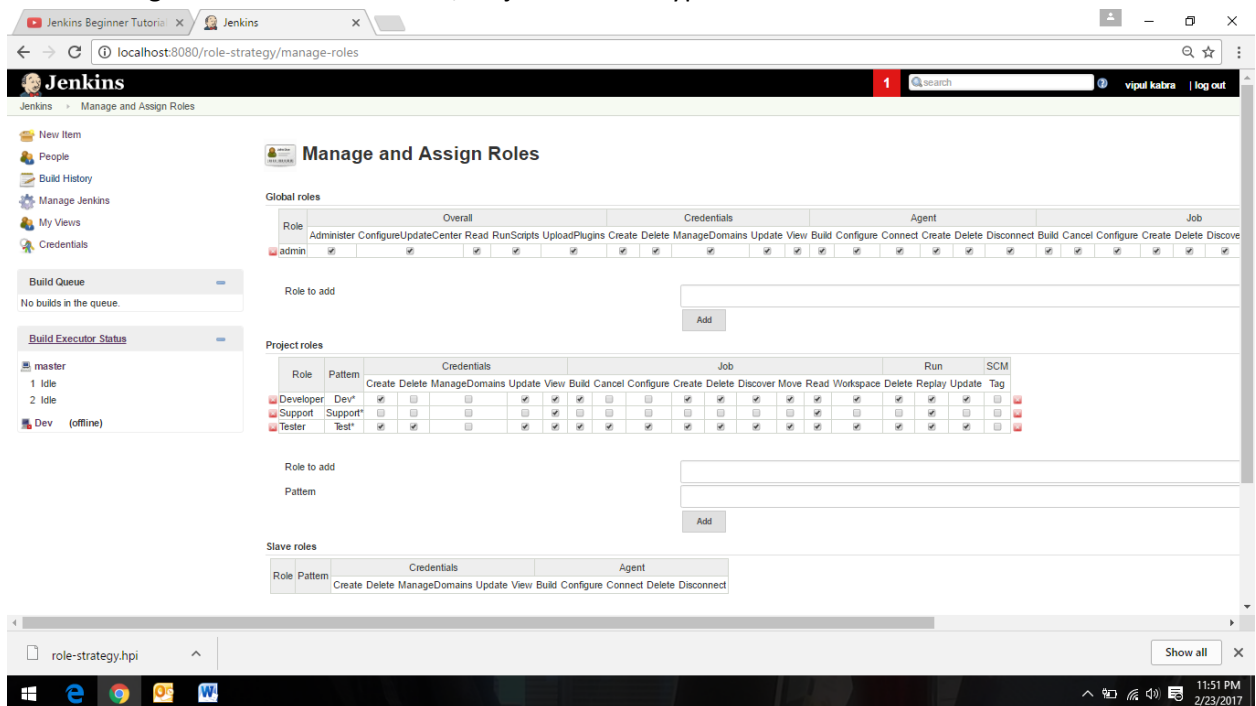 Jenkins Beginner Tutorial
Jenkins
localhost:8080/role-strategy/manage-roles
Jenkins
1
search
vipul kabra
| log out
Jenkins
Manage and Assign Roles
New Item
People
Build History
Manage Jenkins
My Views
Credentials
Build Queue
No builds in the queue.
Build Executor Status
master
1 Idle
2 Idle
Dev (offline)
Manage and Assign Roles
Global roles
Role Overall Credentials Agent Job
Administer ConfigureUpdateCenter Read RunScripts UploadPlugins Create Delete ManageDomains Update View Build Configure Connect Create Delete Disconnect Build Cancel Configure Create Delete Discove
admin
Role to add
Add
Project roles
Role Pattern Credentials Job Run SCM
Create Delete ManageDomains Update View Build Cancel Configure Create Delete Discover Move Read Workspace Delete Replay Update Tag
Developer Dev*
Support Support*
Tester Test*
Role to add
Pattern
Add
Slave roles
Role Pattern Credentials Agent
Create Delete ManageDomains Update View Build Configure Connect Delete Disconnect
role-strategy.hpi
Show all
11:51 PM
2/23/2017